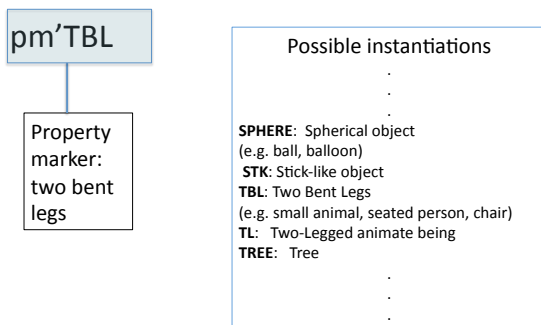 pm’TBL
Property
marker:
two bent
legs
Possible instantiations
.
.
.
SPHERE: Spherical object
(e.g. ball, balloon)
STK: Stick-like object
TBL: Two Bent Legs
(e.g. small animal, seated person, chair)
TL: Two-Legged animate being
TREE: Tree
.
.
.